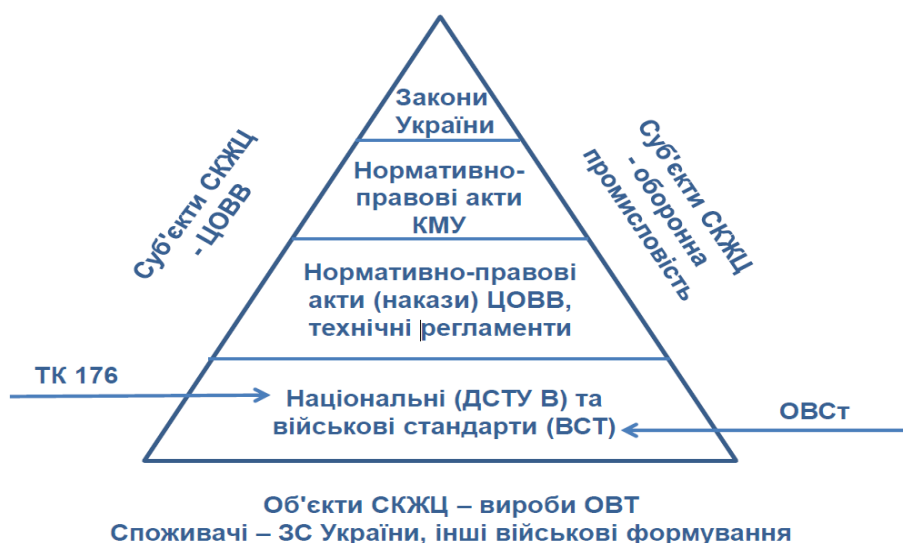 Закони
України
Суб'єкти СКЖЦ
- ЦОВВ
Суб'єкти СКЖЦ
- оборонна
промисловість
Нормативно-
правові акти
КМУ
Нормативно-правові
акти (накази) ЦОВВ,
технічні регламенти
ТК 176
Національні (ДСТУ В) та
військові стандарти (ВСТ)
ОВСт
Об'єкти СКЖЦ – вироби ОВТ
Споживачі – ЗС України, інші військові формування